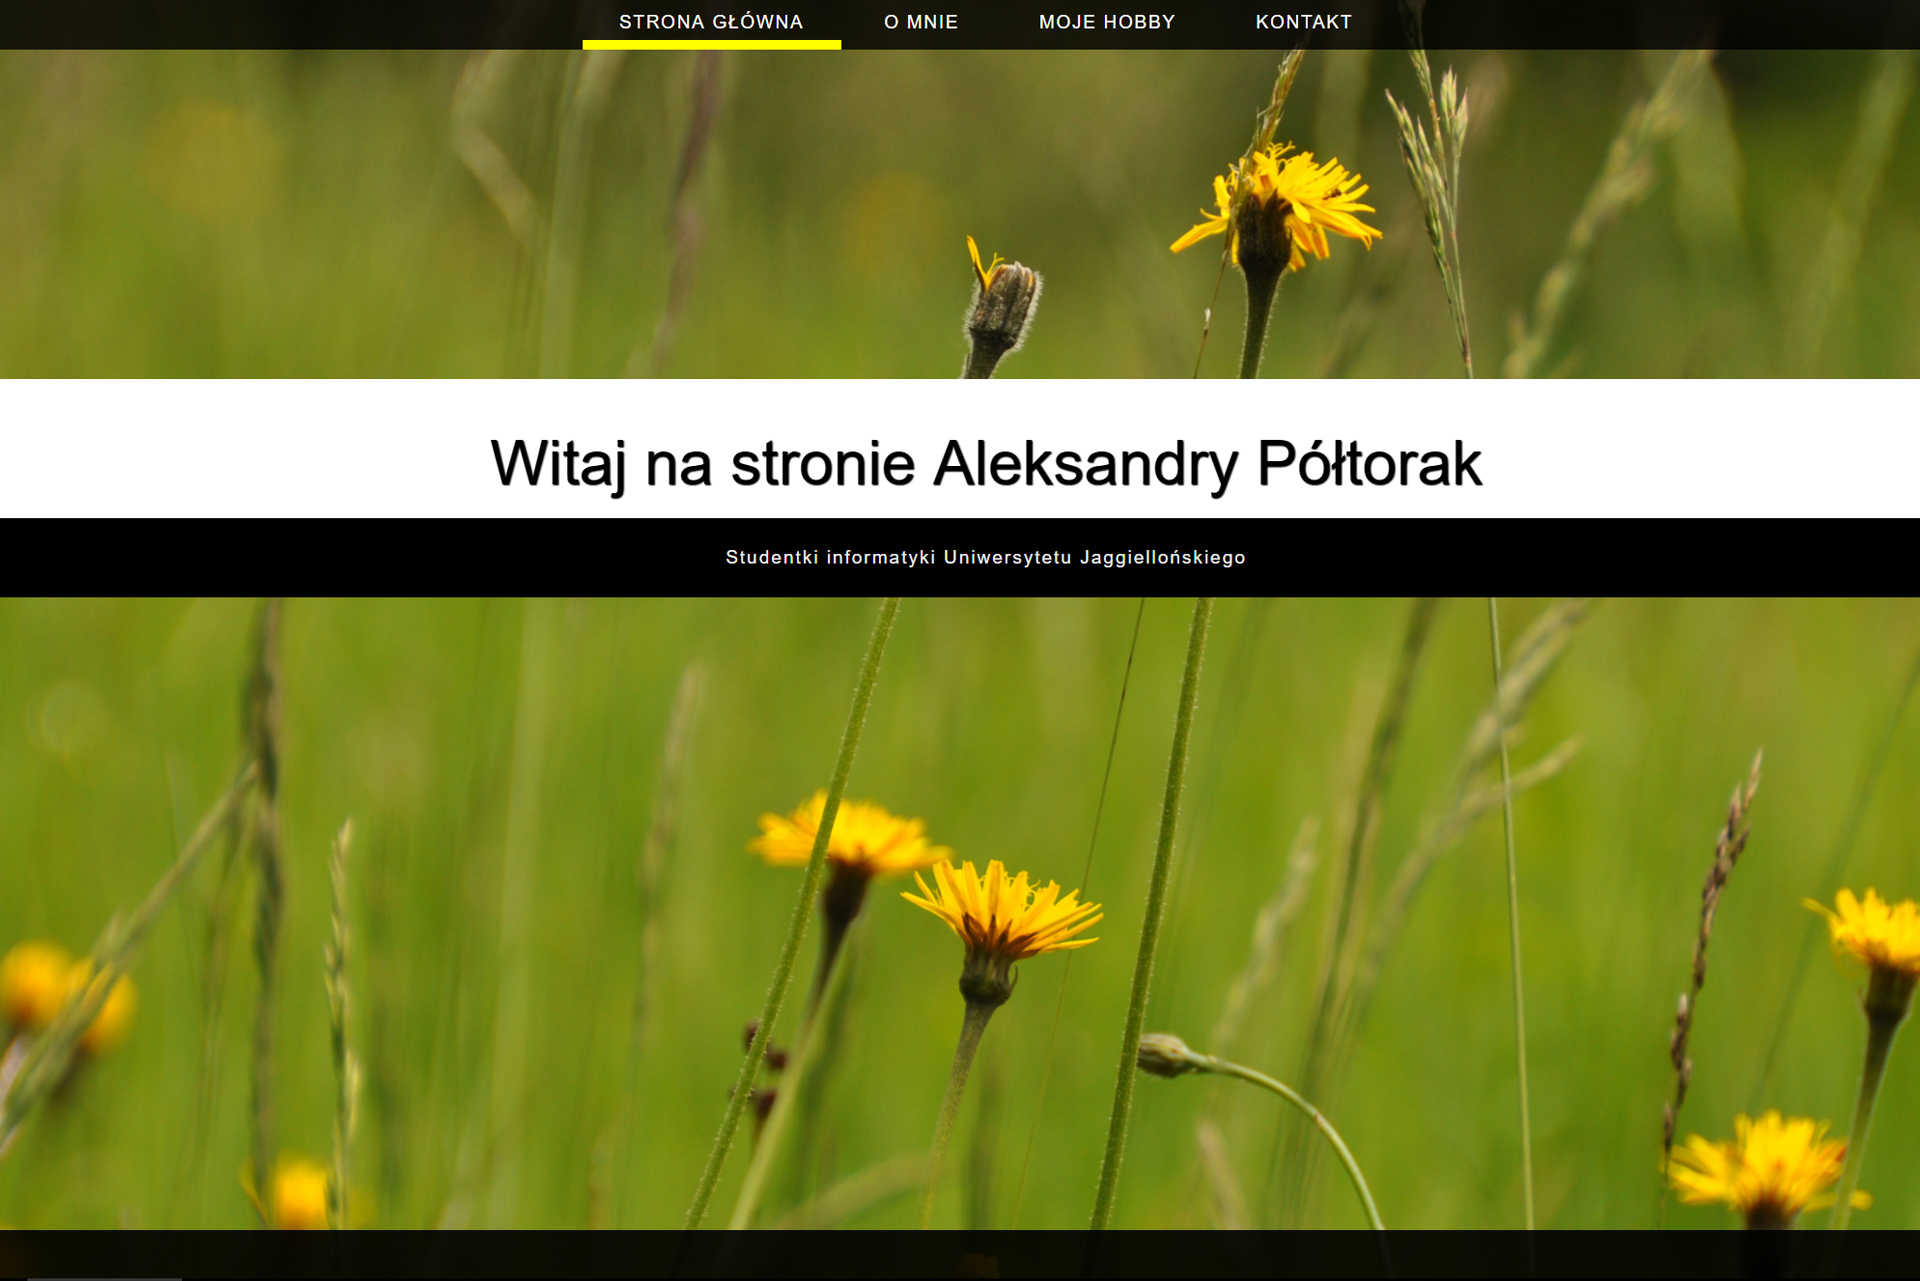 STRONA GŁÓWNA O MNIE MOJE HOBBY KONTAKT
Witaj na stronie Aleksandry Półtorak
Studentki informatyki Uniwersytetu Jaggiellońskiego